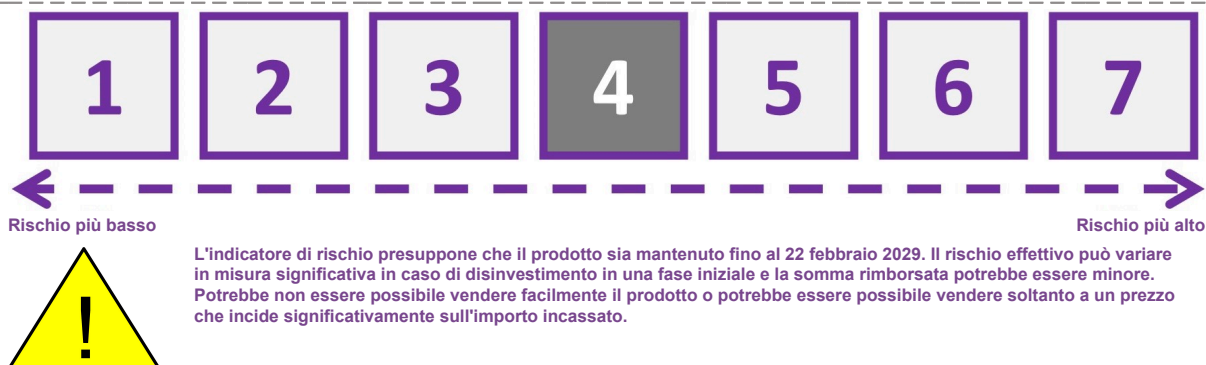 1 2 3 4 5 6 7
Rischio più basso Rischio più alto
L'indicatore di rischio presuppone che il prodotto sia mantenuto fino al 22 febbraio 2029. Il rischio effettivo può variare
in misura significativa in caso di disinvestimento in una fase iniziale e la somma rimborsata potrebbe essere minore.
Potrebbe non essere possibile vendere facilmente il prodotto o potrebbe essere possibile vendere soltanto a un prezzo
che incide significativamente sull'importo incassato.
!